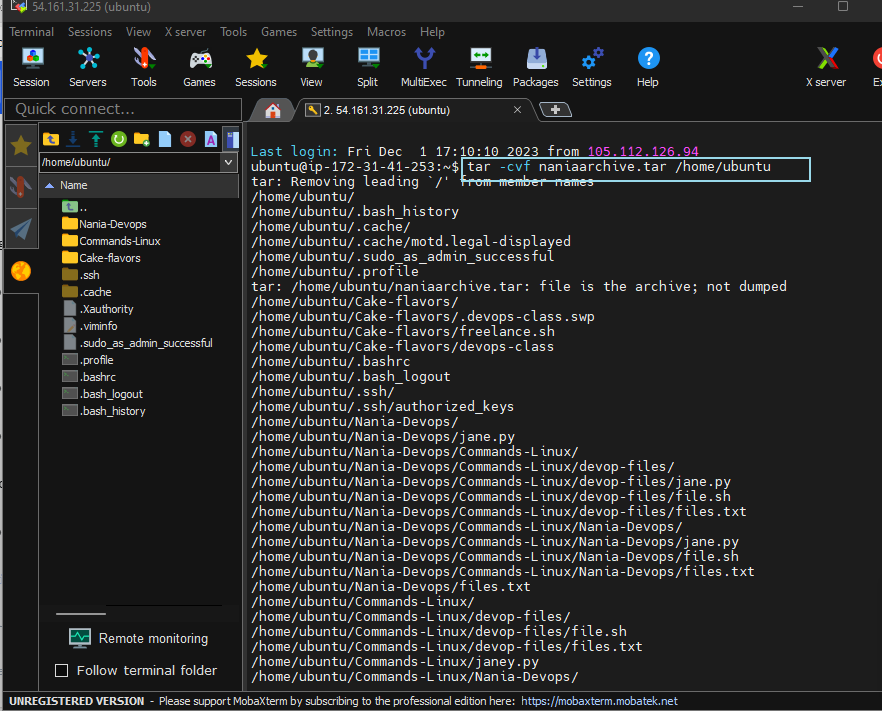 54.161.31.225 (ubuntu)
Terminal Sessions View X server Tools Games Settings Macros Help
Session Servers Tools Games Sessions View Split MultiExec Tunneling Packages Settings Help X server Ex
Quick connect...
2. 54.161.31.225 (ubuntu)
/home/ubuntu/
Name
..
Nania-Devops
Commands-Linux
Cake-flavors
.ssh
.cache
.Xauthority
.viminfo
.sudo_as_admin_successful
.profile
.bashrc
.bash_logout
.bash_history
Remote monitoring
Follow terminal folder
Last login: Fri Dec  1 17:10:10 2023 from 105.112.126.94
ubuntu@ip-172-31-41-253:~$ tar -cvf naniaarchive.tar /home/ubuntu
tar: Removing leading `/' from member names
/home/ubuntu/
/home/ubuntu/.bash_history
/home/ubuntu/.cache/
/home/ubuntu/.cache/motd.legal-displayed
/home/ubuntu/.sudo_as_admin_successful
/home/ubuntu/.profile
tar: /home/ubuntu/naniaarchive.tar: file is the archive; not dumped
/home/ubuntu/Cake-flavors/
/home/ubuntu/Cake-flavors/.devops-class.swp
/home/ubuntu/Cake-flavors/freelance.sh
/home/ubuntu/Cake-flavors/devops-class
/home/ubuntu/.bashrc
/home/ubuntu/.bash_logout
/home/ubuntu/.ssh/
/home/ubuntu/.ssh/authorized_keys
/home/ubuntu/Nania-Devops/
/home/ubuntu/Nania-Devops/jane.py
/home/ubuntu/Nania-Devops/Commands-Linux/
/home/ubuntu/Nania-Devops/Commands-Linux/devop-files/
/home/ubuntu/Nania-Devops/Commands-Linux/devop-files/jane.py
/home/ubuntu/Nania-Devops/Commands-Linux/devop-files/file.sh
/home/ubuntu/Nania-Devops/Commands-Linux/devop-files/files.txt
/home/ubuntu/Nania-Devops/Commands-Linux/Nania-Devops/
/home/ubuntu/Nania-Devops/Commands-Linux/Nania-Devops/jane.py
/home/ubuntu/Nania-Devops/Commands-Linux/Nania-Devops/file.sh
/home/ubuntu/Nania-Devops/Commands-Linux/Nania-Devops/files.txt
/home/ubuntu/Nania-Devops/files.txt
/home/ubuntu/Commands-Linux/
/home/ubuntu/Commands-Linux/devop-files/
/home/ubuntu/Commands-Linux/devop-files/file.sh
/home/ubuntu/Commands-Linux/devop-files/files.txt
/home/ubuntu/Commands-Linux/janey.py
/home/ubuntu/Commands-Linux/Nania-Devops/
UNREGISTERED VERSION - Please support MobaXterm by subscribing to the professional edition here: https://mobaxterm.mobatek.net